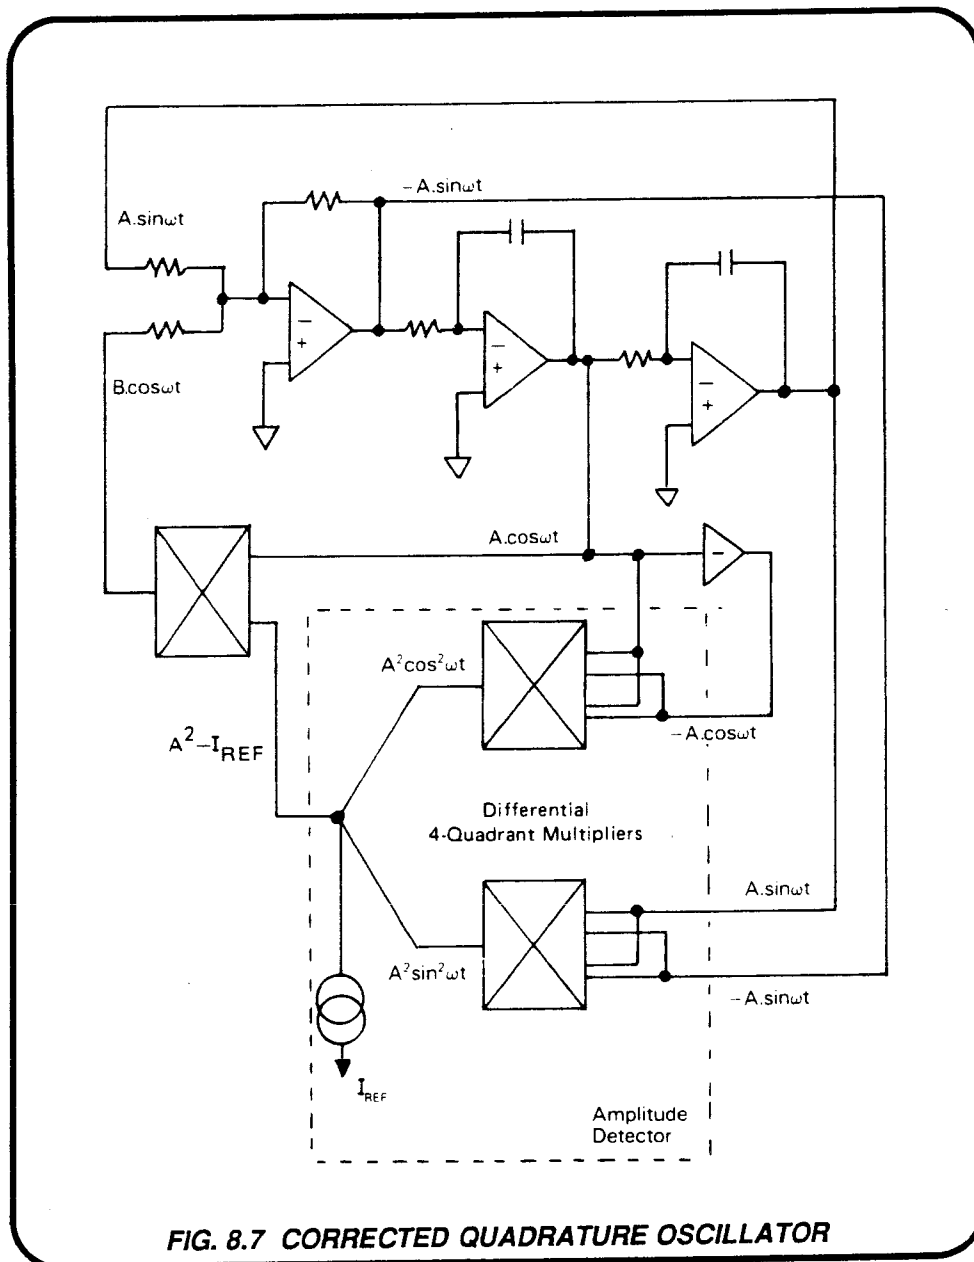 −A.sinωt
A.sinωt
−
+
−
+
−
+
B.cosωt
A.cosωt
−
A²cos²ωt
−A.cosωt
A²−I_REF
Differential
4-Quadrant Multipliers
A.sinωt
A²sin²ωt
−A.sinωt
I_REF
Amplitude
Detector
FIG. 8.7 CORRECTED QUADRATURE OSCILLATOR